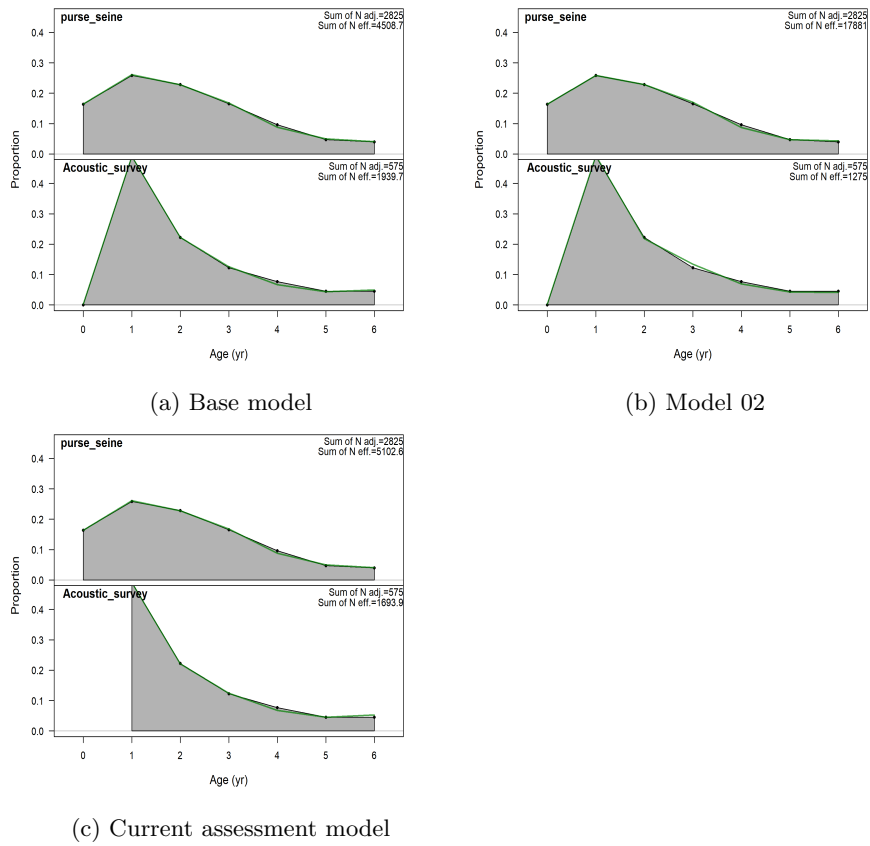 purse_seine
Sum of N adj.=2825
Sum of N eff.=4508.7
0.4
0.3
0.2
0.1
0.0
Acoustic_survey
Sum of N adj.=575
Sum of N eff.=1939.7
0.4
0.3
0.2
0.1
0.0
Proportion
0 1 2 3 4 5 6
Age (yr)
(a) Base model
purse_seine
Sum of N adj.=2825
Sum of N eff.=17881
0.4
0.3
0.2
0.1
0.0
Acoustic_survey
Sum of N adj.=575
Sum of N eff.=1275
0.4
0.3
0.2
0.1
0.0
Proportion
0 1 2 3 4 5 6
Age (yr)
(b) Model 02
purse_seine
Sum of N adj.=2825
Sum of N eff.=5102.6
0.4
0.3
0.2
0.1
0.0
Acoustic_survey
Sum of N adj.=575
Sum of N eff.=1693.9
0.4
0.3
0.2
0.1
0.0
Proportion
0 1 2 3 4 5 6
Age (yr)
(c) Current assessment model